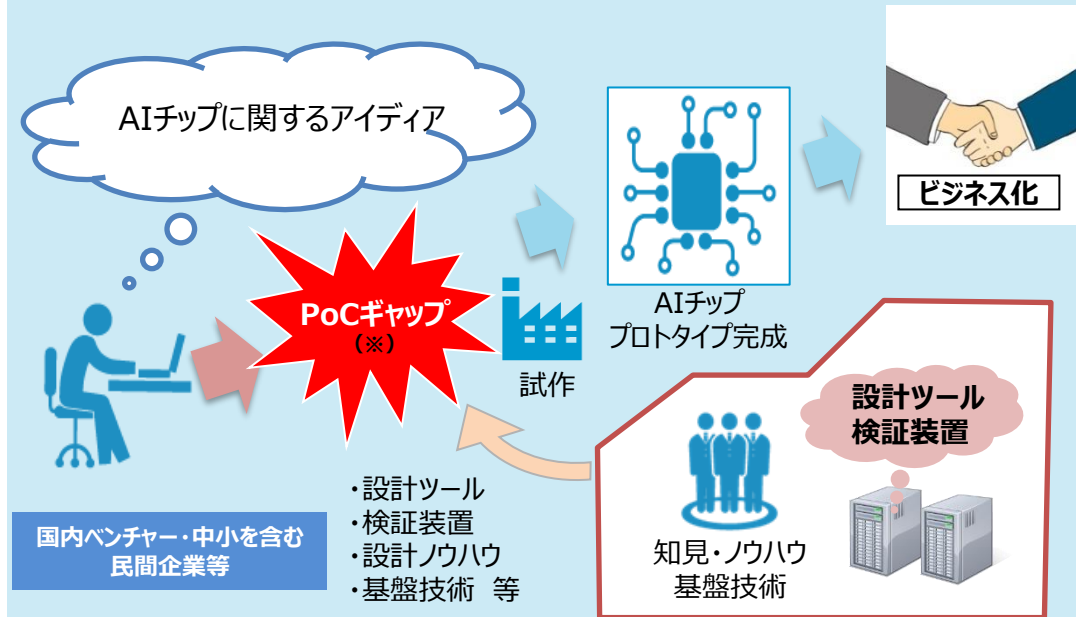 AIチップに関するアイディア
ビジネス化
PoCギャップ
（※）
AIチップ
プロトタイプ完成
試作
設計ツール
検証装置
・設計ツール
・検証装置
・設計ノウハウ
・基盤技術　等
国内ベンチャー・中小を含む
民間企業等
知見・ノウハウ
基盤技術